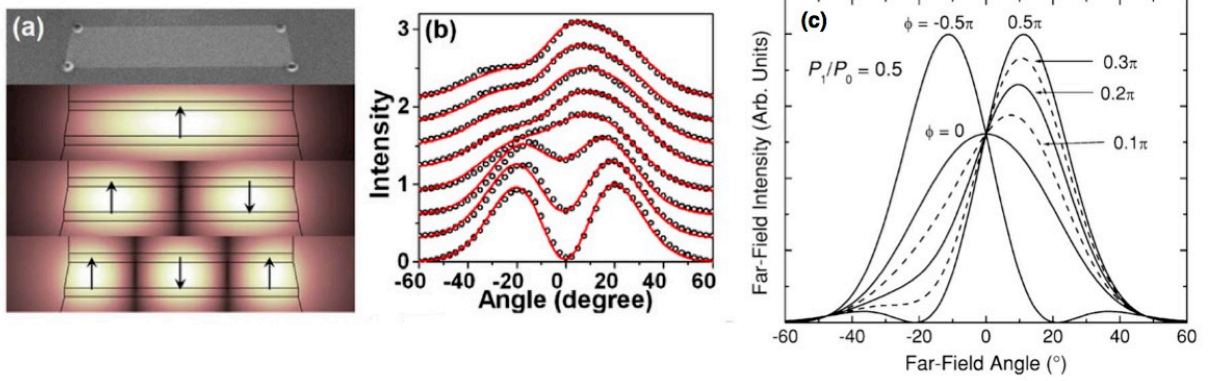 (a)
(b)
3
2
1
0
Intensity
-60 -40 -20 0 20 40 60
Angle (degree)
(c)
ϕ = -0.5π 0.5π
P₁/P₀ = 0.5
0.3π
0.2π
ϕ = 0
0.1π
Far-Field Intensity (Arb. Units)
-60 -40 -20 0 20 40 60
Far-Field Angle (°)